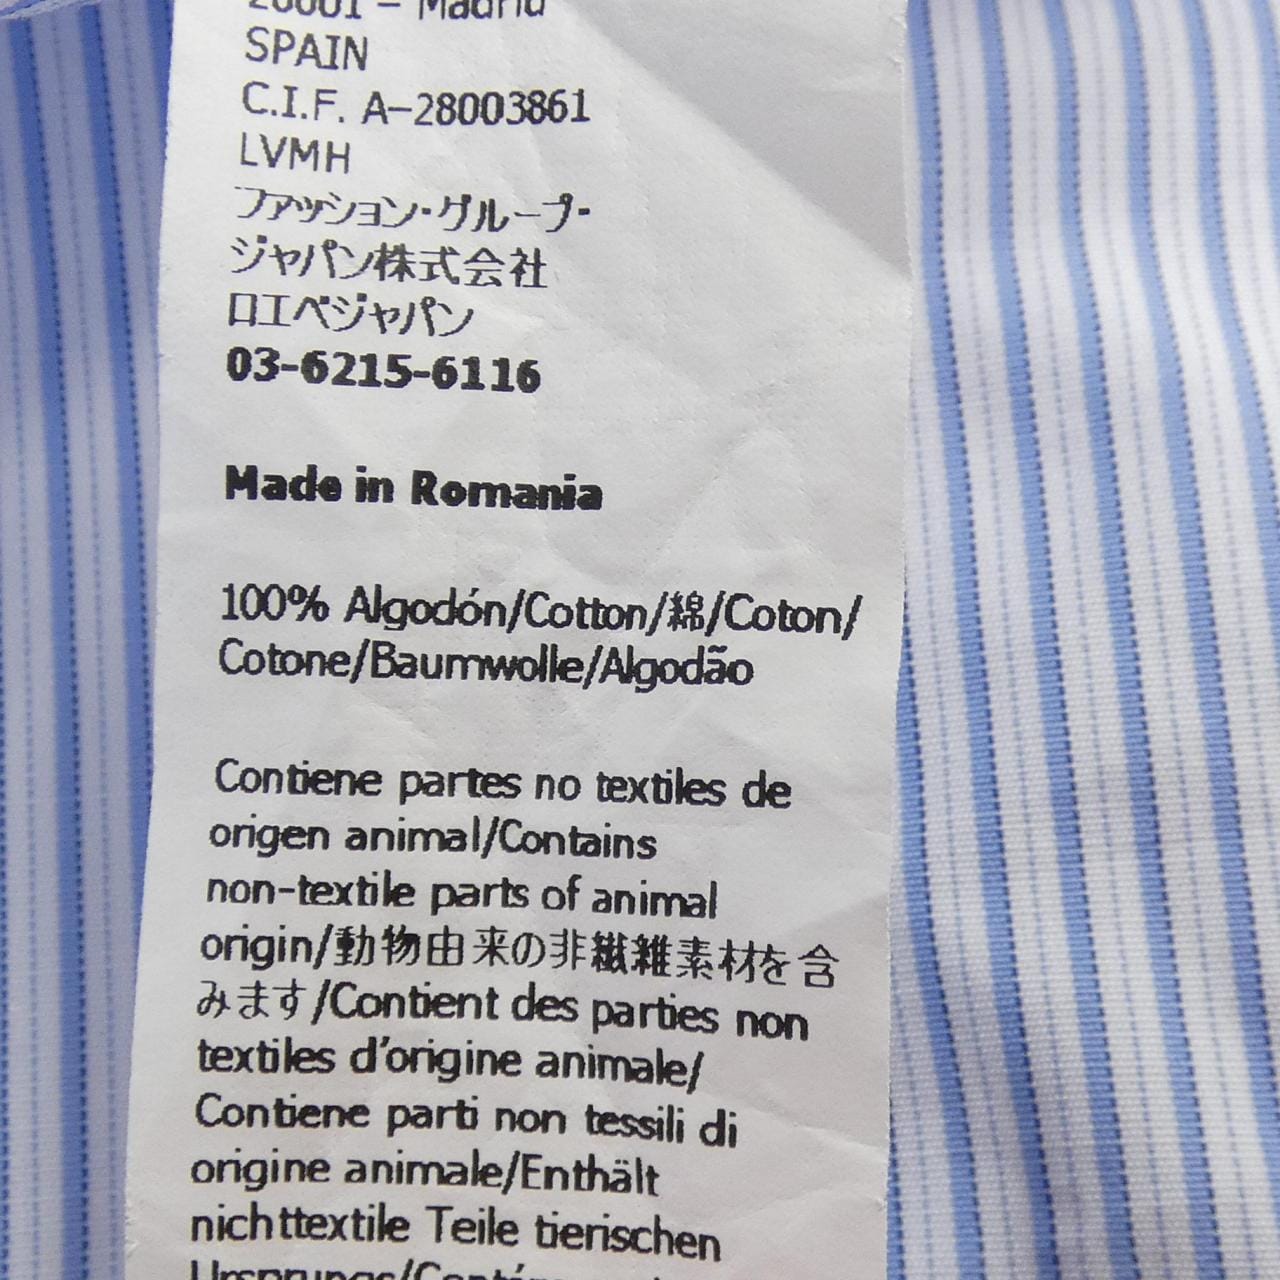 28001 – Madrid
SPAIN
C.I.F. A-28003861
LVMH
ファッション・グループ・
ジャパン株式会社
ロエベジャパン
03-6215-6116
Made in Romania
100% Algodón/Cotton/綿/Coton/
Cotone/Baumwolle/Algodão
Contiene partes no textiles de
origen animal/Contains
non-textile parts of animal
origin/動物由来の非繊維素材を含
みます/Contient des parties non
textiles d'origine animale/
Contiene parti non tessili di
origine animale/Enthält
nichttextile Teile tierischen
Ursprungs/